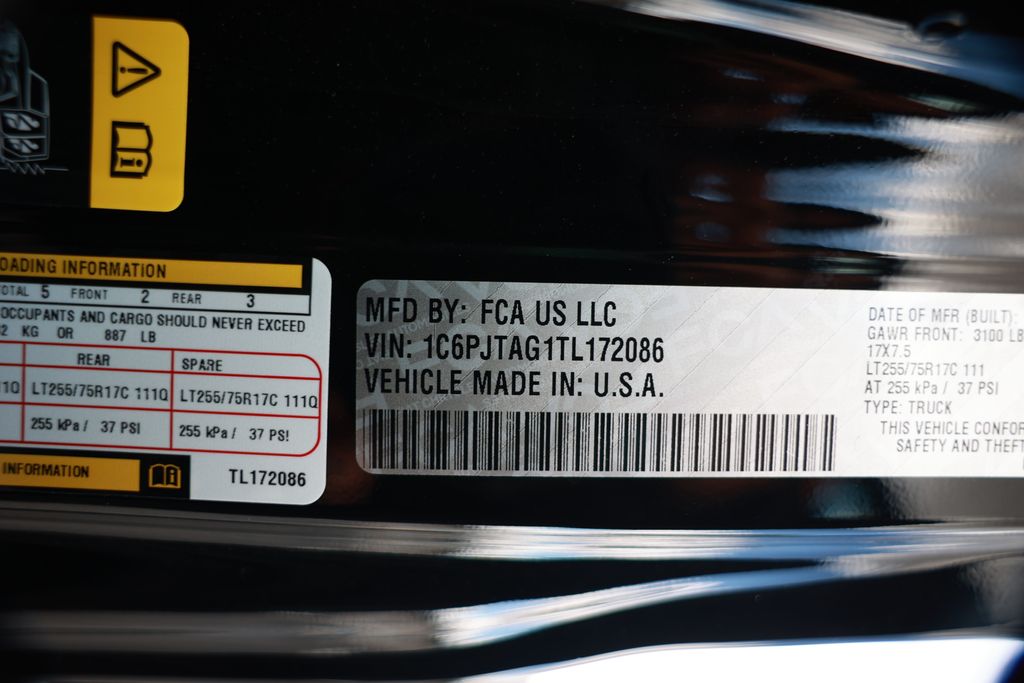 OADING INFORMATION
OTAL 5 FRONT 2 REAR 3
OCCUPANTS AND CARGO SHOULD NEVER EXCEED
2 KG OR 887 LB
REAR SPARE
11Q LT255/75R17C 111Q LT255/75R17C 111Q
255 kPa / 37 PSI 255 kPa / 37 PSI
INFORMATION
TL172086
MFD BY: FCA US LLC
VIN: 1C6PJTAG1TL172086
VEHICLE MADE IN: U.S.A.
DATE OF MFR (BUILT):
GAWR FRONT: 3100 LB
17X7.5
LT255/75R17C 111
AT 255 kPa / 37 PSI
TYPE: TRUCK
THIS VEHICLE CONFOR
SAFETY AND THEFT